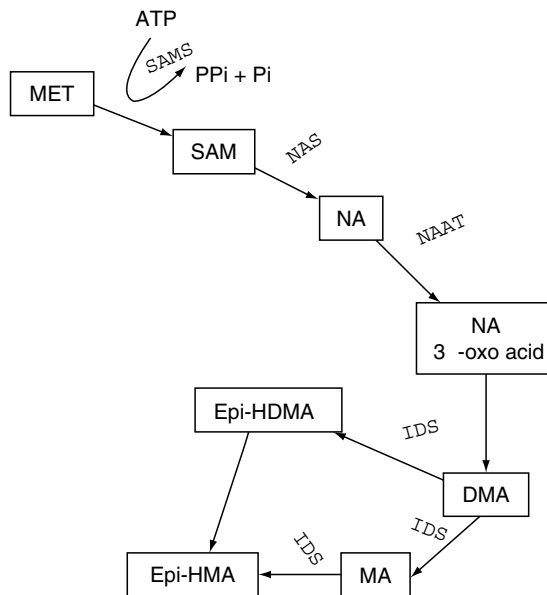 ATP
SAMS
PPi + Pi
MET
SAM
NAS
NA
NAAT
NA
3 -oxo acid
Epi-HDMA
IDS
DMA
IDS
IDS
Epi-HMA
MA